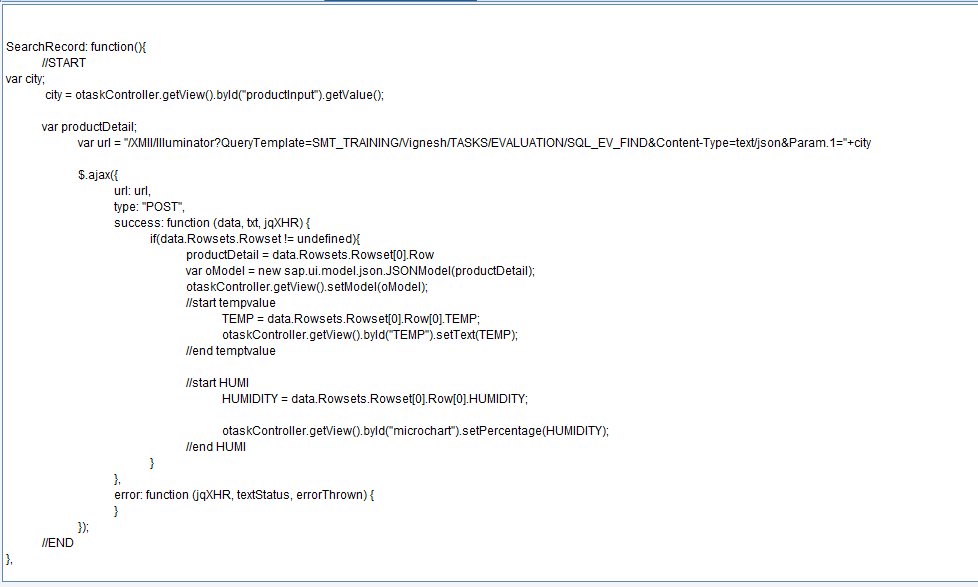 SearchRecord: function(){
//START
var city;
city = otaskController.getView().byId("productInput").getValue();
var productDetail;
var url = "/XMII/Illuminator?QueryTemplate=SMT_TRAINING/Vignesh/TASKS/EVALUATION/SQL_EV_FIND&Content-Type=text/json&Param.1="+city
$.ajax({
url: url,
type: "POST",
success: function (data, txt, jqXHR) {
if(data.Rowsets.Rowset != undefined){
productDetail = data.Rowsets.Rowset[0].Row
var oModel = new sap.ui.model.json.JSONModel(productDetail);
otaskController.getView().setModel(oModel);
//start tempvalue
TEMP = data.Rowsets.Rowset[0].Row[0].TEMP;
otaskController.getView().byId("TEMP").setText(TEMP);
//end temptvalue
//start HUMI
HUMIDITY = data.Rowsets.Rowset[0].Row[0].HUMIDITY;
otaskController.getView().byId("microchart").setPercentage(HUMIDITY);
//end HUMI
}
},
error: function (jqXHR, textStatus, errorThrown) {
}
});
//END
},